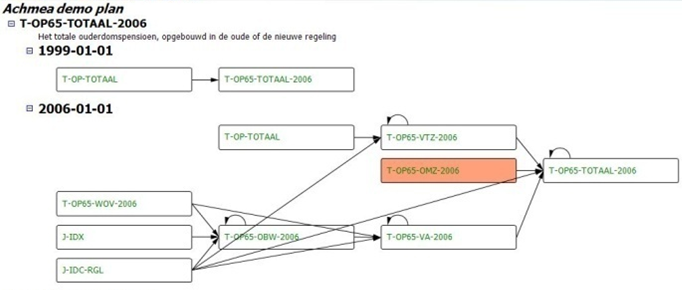 Achmea demo plan
T-OP65-TOTAAL-2006
Het totale ouderdomspensioen, opgebouwd in de oude of de nieuwe regeling
1999-01-01
T-OP-TOTAAL
T-OP65-TOTAAL-2006
2006-01-01
T-OP-TOTAAL
T-OP65-VTZ-2006
T-OP65-OMZ-2006
T-OP65-TOTAAL-2006
T-OP65-WOV-2006
J-IDX
T-OP65-OBW-2006
T-OP65-VA-2006
J-IDC-RGL